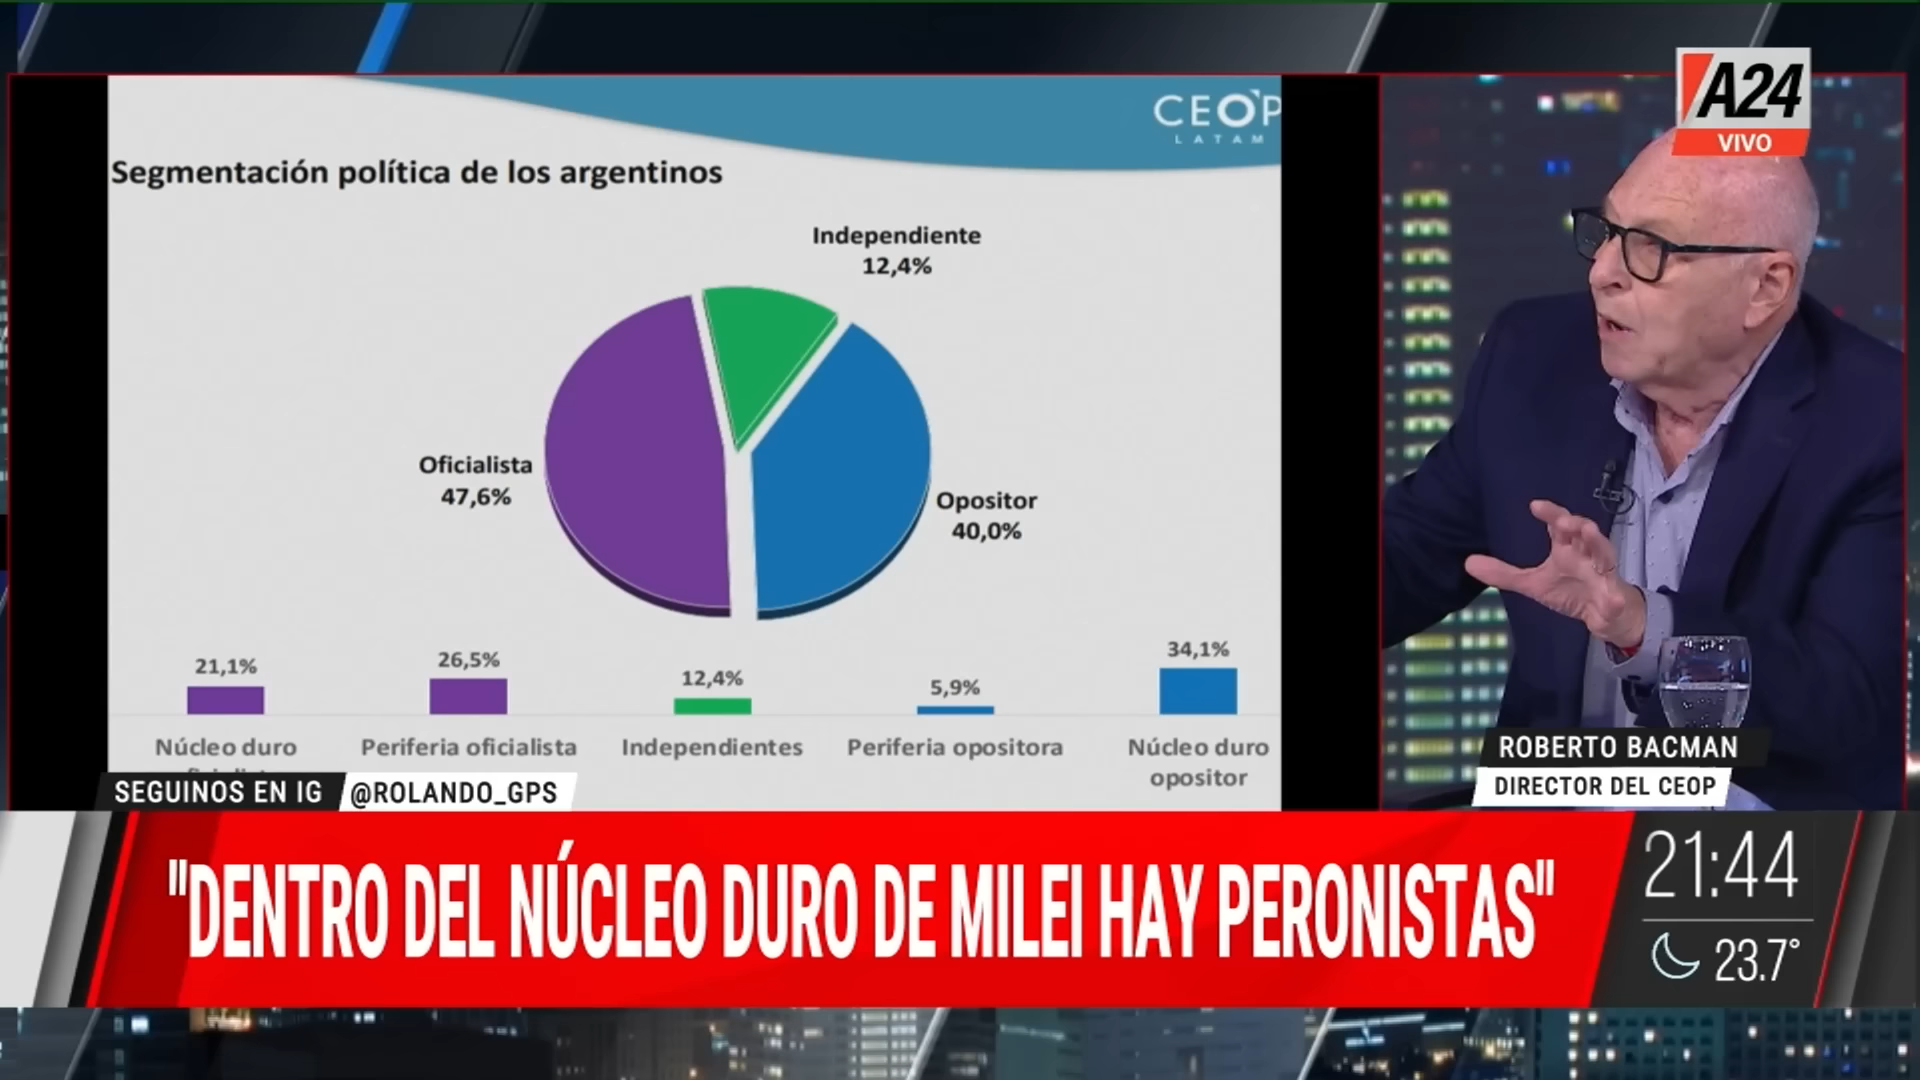 CEOP
LATAM
A24
VIVO
Segmentación política de los argentinos
Independiente
12,4%
Oficialista
47,6%
Opositor
40,0%
21,1%
26,5%
12,4%
5,9%
34,1%
Núcleo duro
Periferia oficialista
Independientes
Periferia opositora
Núcleo duro
opositor
SEGUINOS EN IG @ROLANDO_GPS
ROBERTO BACMAN
DIRECTOR DEL CEOP
"DENTRO DEL NÚCLEO DURO DE MILEI HAY PERONISTAS"
21:44
23.7°